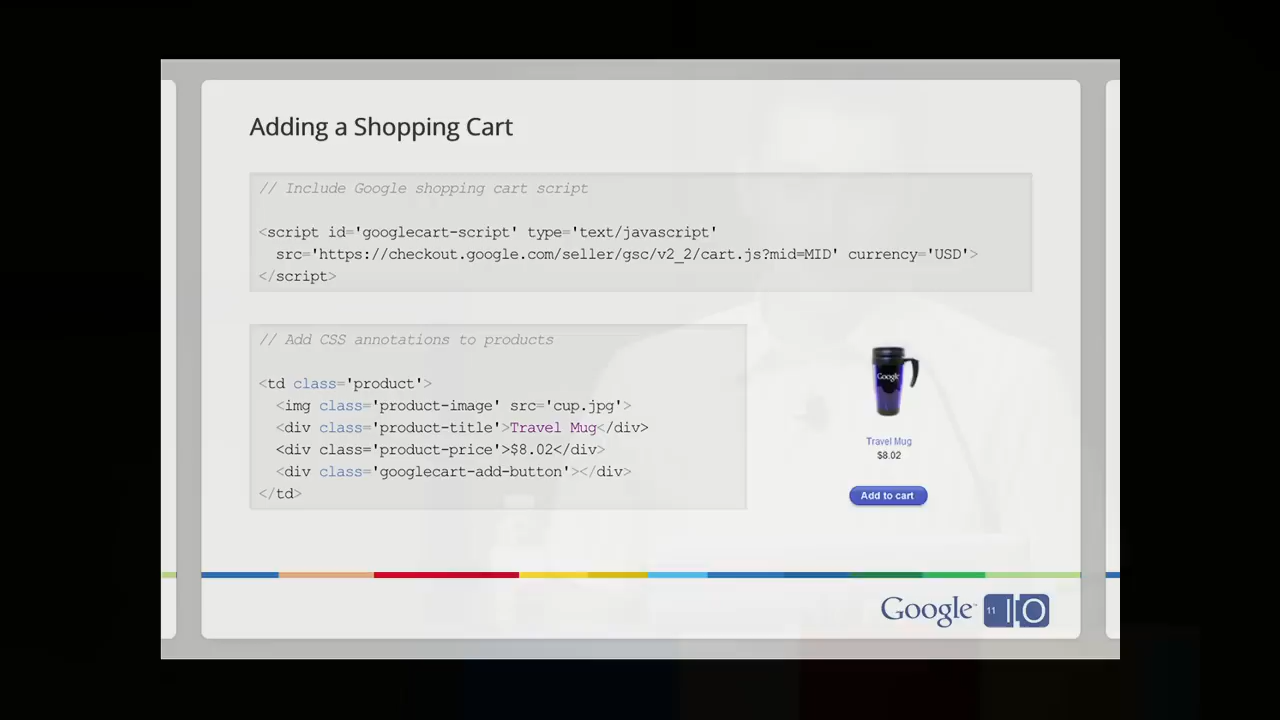 Adding a Shopping Cart
// Include Google shopping cart script
<script id='googlecart-script' type='text/javascript'
src='https://checkout.google.com/seller/gsc/v2_2/cart.js?mid=MID' currency='USD'>
</script>
// Add CSS annotations to products
<td class='product'>
<img class='product-image' src='cup.jpg'>
<div class='product-title'>Travel Mug</div>
<div class='product-price'>$8.02</div>
<div class='googlecart-add-button'></div>
</td>
Google
Travel Mug
$8.02
Add to cart
Google™ 11 IO